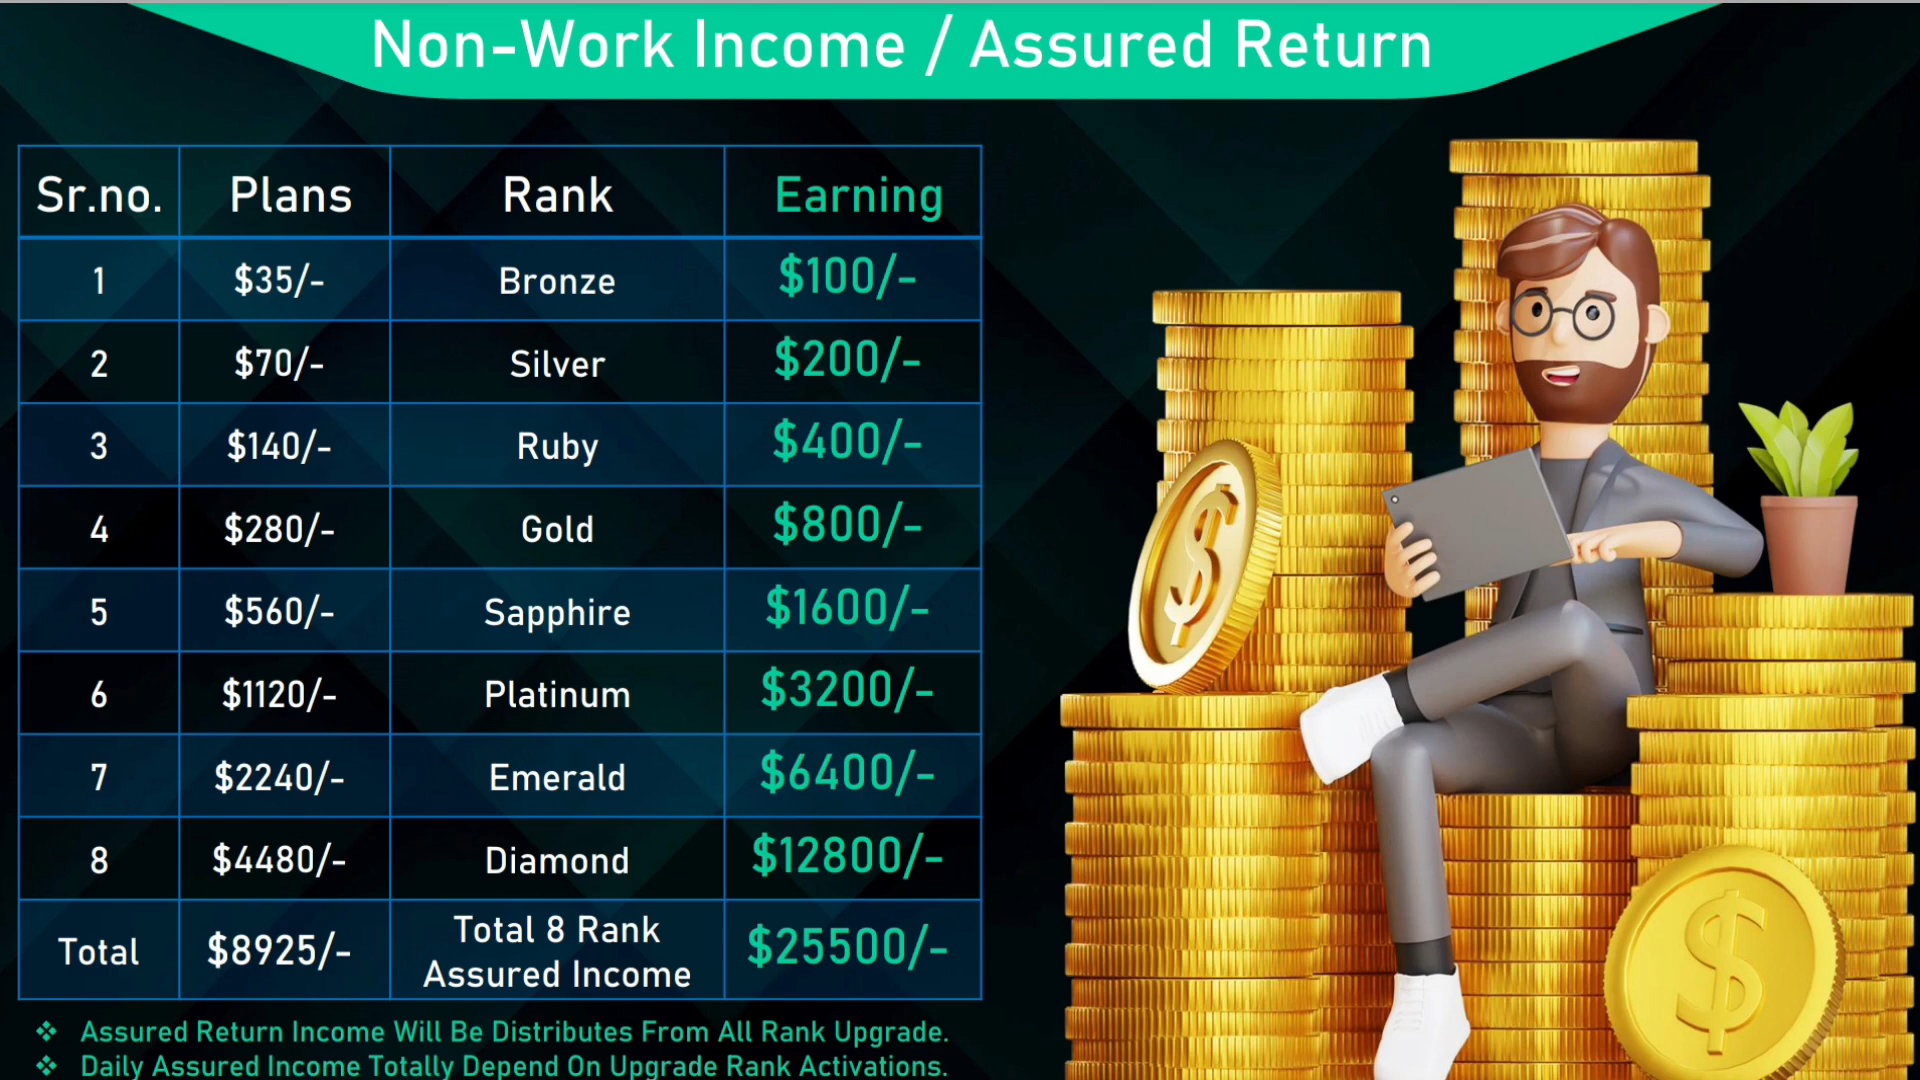 Non-Work Income / Assured Return
Sr.no. Plans Rank Earning
1 $35/- Bronze $100/-
2 $70/- Silver $200/-
3 $140/- Ruby $400/-
4 $280/- Gold $800/-
5 $560/- Sapphire $1600/-
6 $1120/- Platinum $3200/-
7 $2240/- Emerald $6400/-
8 $4480/- Diamond $12800/-
Total $8925/- Total 8 Rank Assured Income $25500/-
❖ Assured Return Income Will Be Distributes From All Rank Upgrade.
❖ Daily Assured Income Totally Depend On Upgrade Rank Activations.
$
$